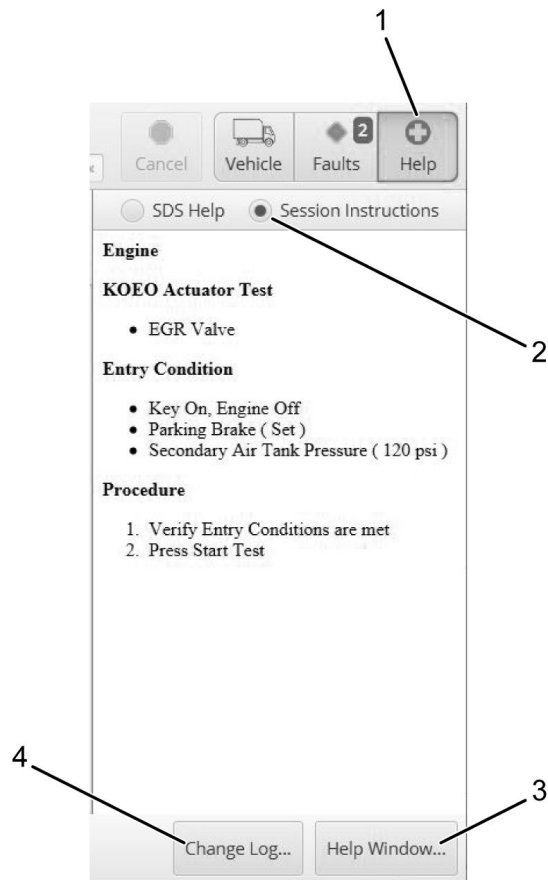 1
2
Cancel Vehicle Faults Help
SDS Help Session Instructions
Engine
KOEO Actuator Test
• EGR Valve
2
Entry Condition
• Key On, Engine Off
• Parking Brake ( Set )
• Secondary Air Tank Pressure ( 120 psi )
Procedure
1. Verify Entry Conditions are met
2. Press Start Test
4
3
Change Log... Help Window...